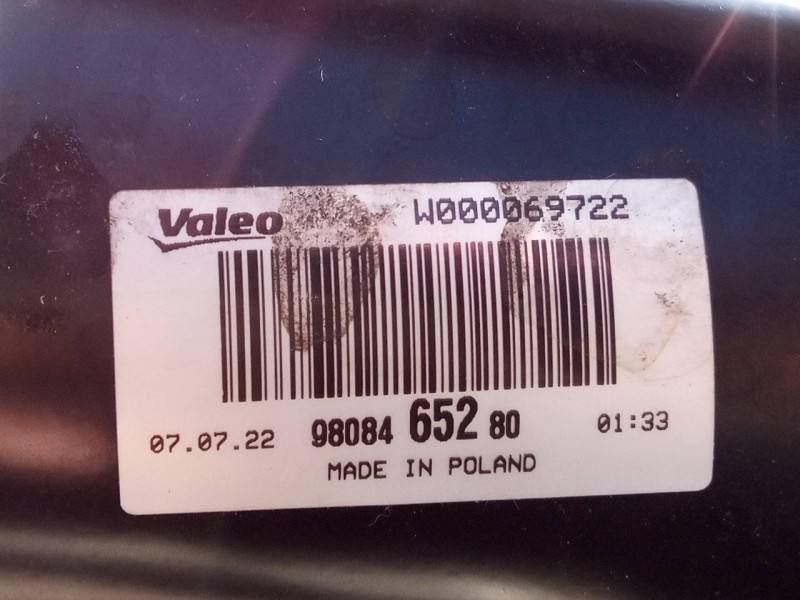 Valeo W000069722
07.07.22 98084 652 80 01:33
MADE IN POLAND